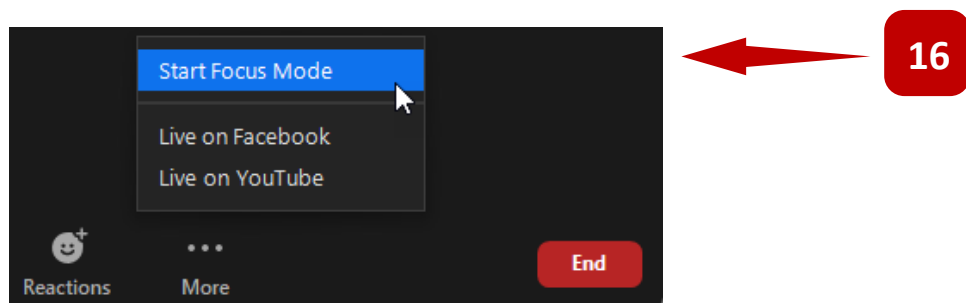 16
Start Focus Mode
Live on Facebook
Live on YouTube
Reactions
More
End